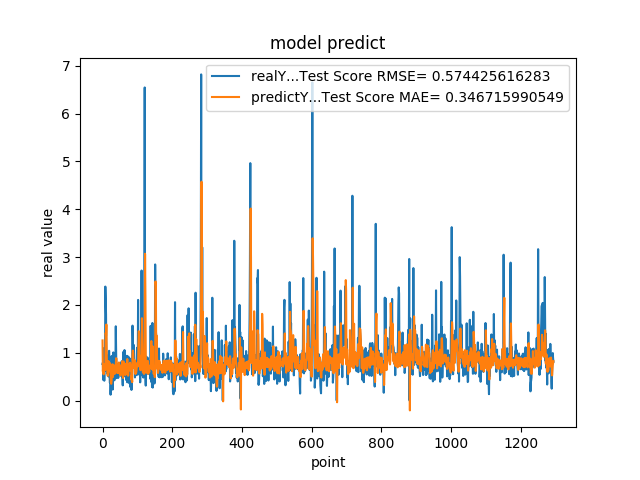 model predict
realY...Test Score RMSE= 0.574425616283
predictY...Test Score MAE= 0.346715990549
real value
7
6
5
4
3
2
1
0
0 200 400 600 800 1000 1200
point